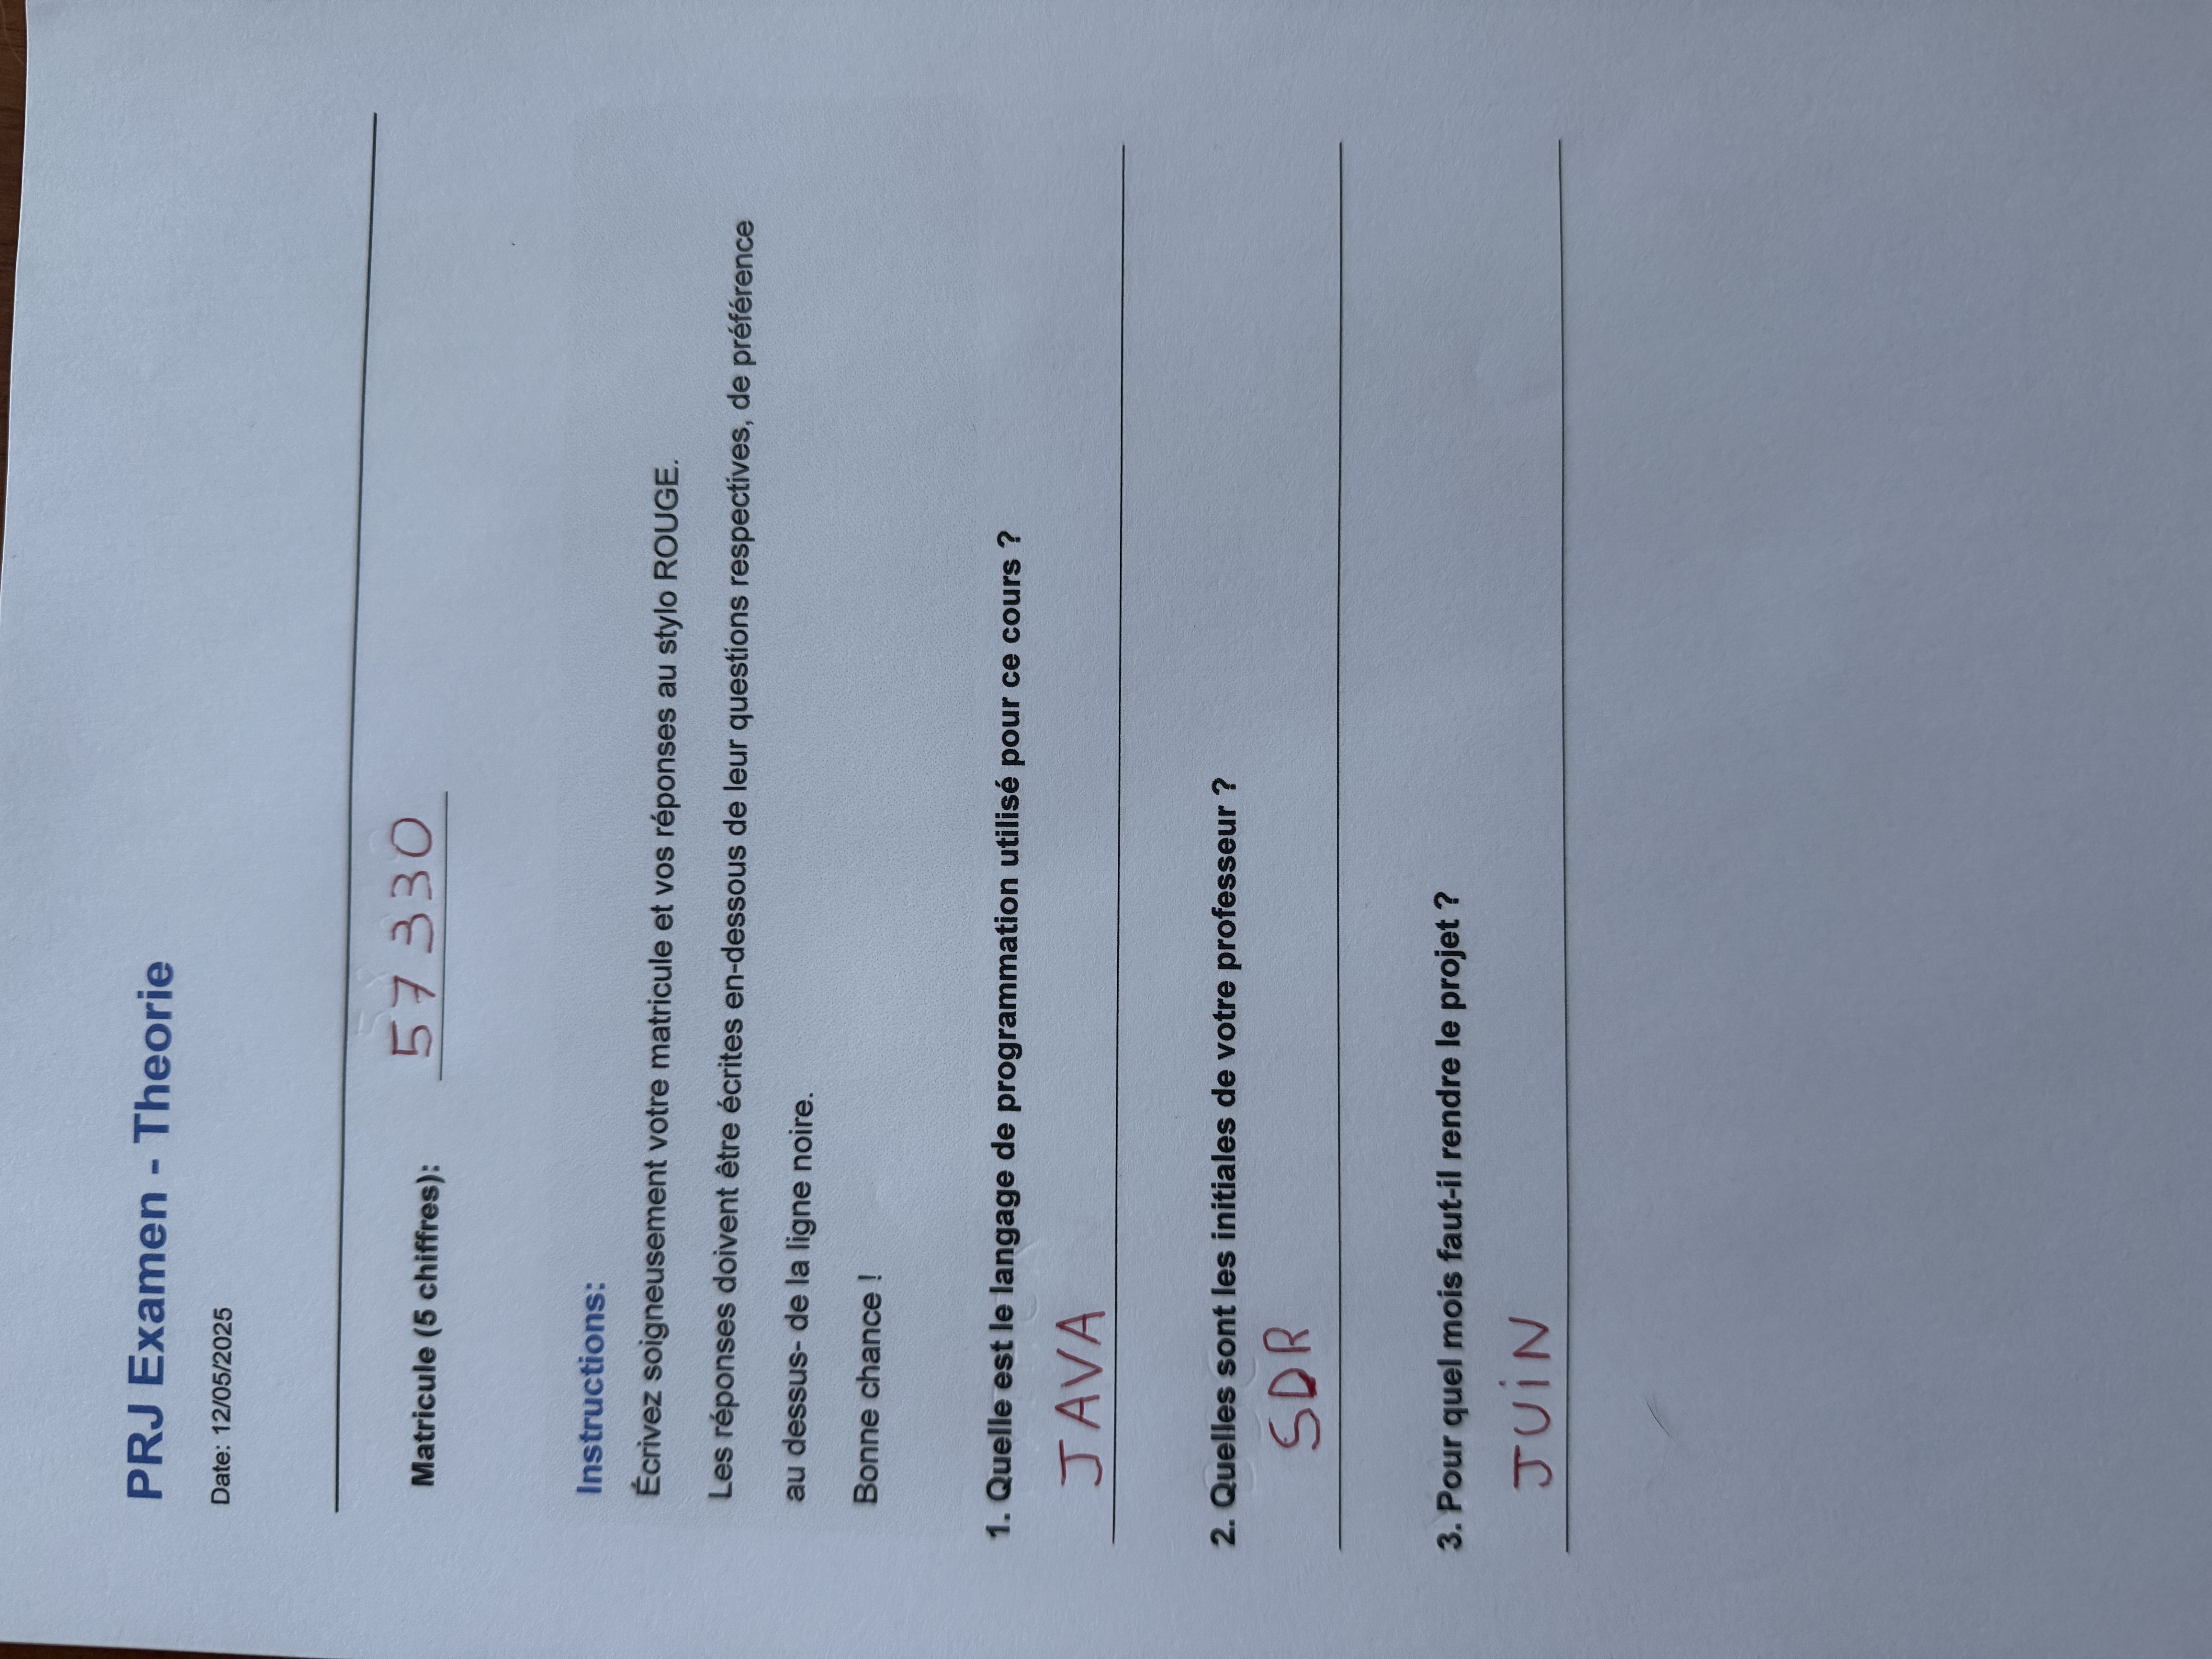 PRJ Examen - Theorie
Date: 12/05/2025
Matricule (5 chiffres): 57330
Instructions:
Écrivez soigneusement votre matricule et vos réponses au stylo ROUGE.
Les réponses doivent être écrites en-dessous de leur questions respectives, de préférence
au dessus- de la ligne noire.
Bonne chance !
1. Quelle est le langage de programmation utilisé pour ce cours ?
JAVA
2. Quelles sont les initiales de votre professeur ?
SDR
3. Pour quel mois faut-il rendre le projet ?
JUiN